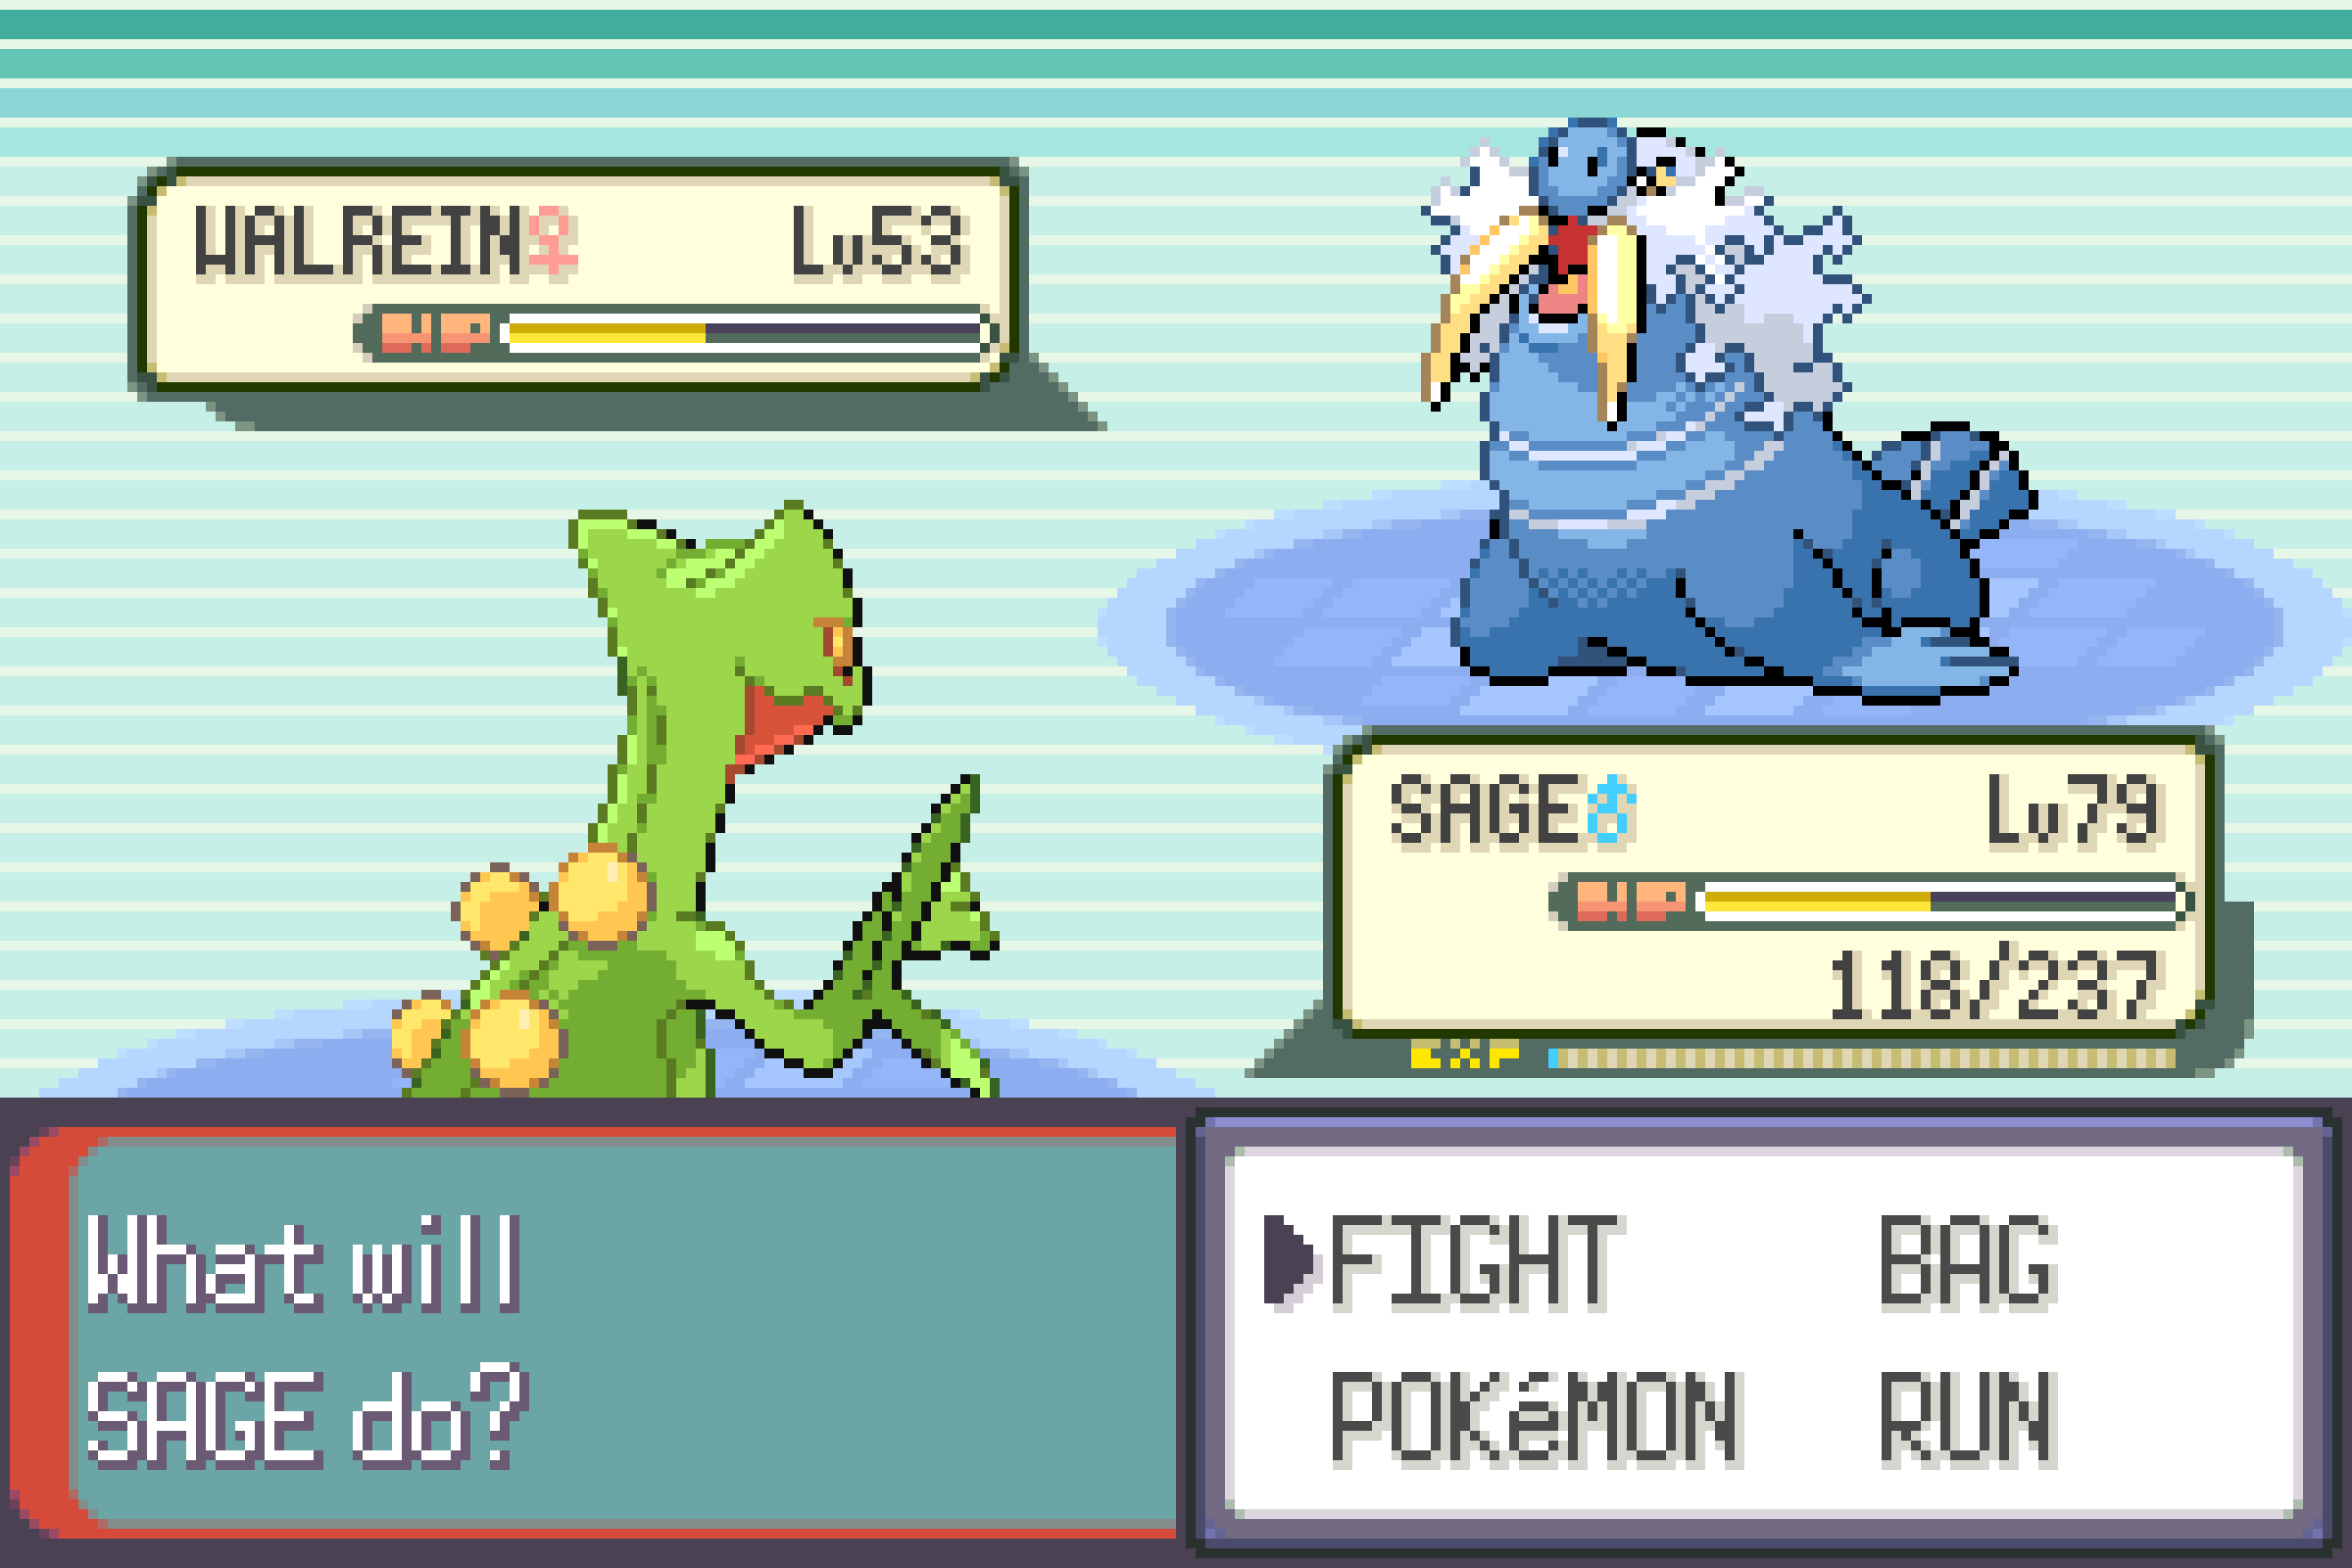 WALREIN♀ Lv53
HP
SAGE♂ Lv79
HP
118/237
EXP
What will
SAGE do?
FIGHT BAG
POKéMON RUN